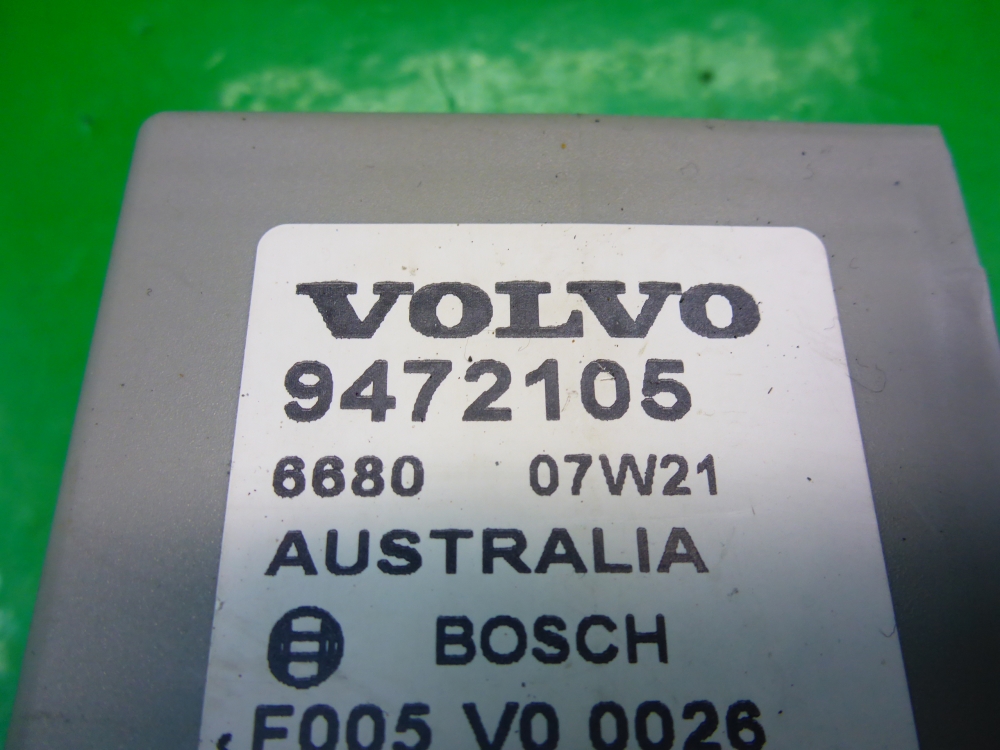 VOLVO
9472105
6680 07W21
AUSTRALIA
BOSCH
F005 V0 0026